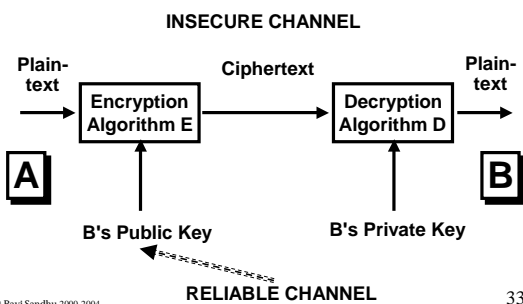 INSECURE CHANNEL
Plain-
text
Ciphertext
Plain-
text
Encryption
Algorithm E
Decryption
Algorithm D
A
B
B's Public Key
B's Private Key
RELIABLE CHANNEL
Ravi Sandhu 2000-2004
33